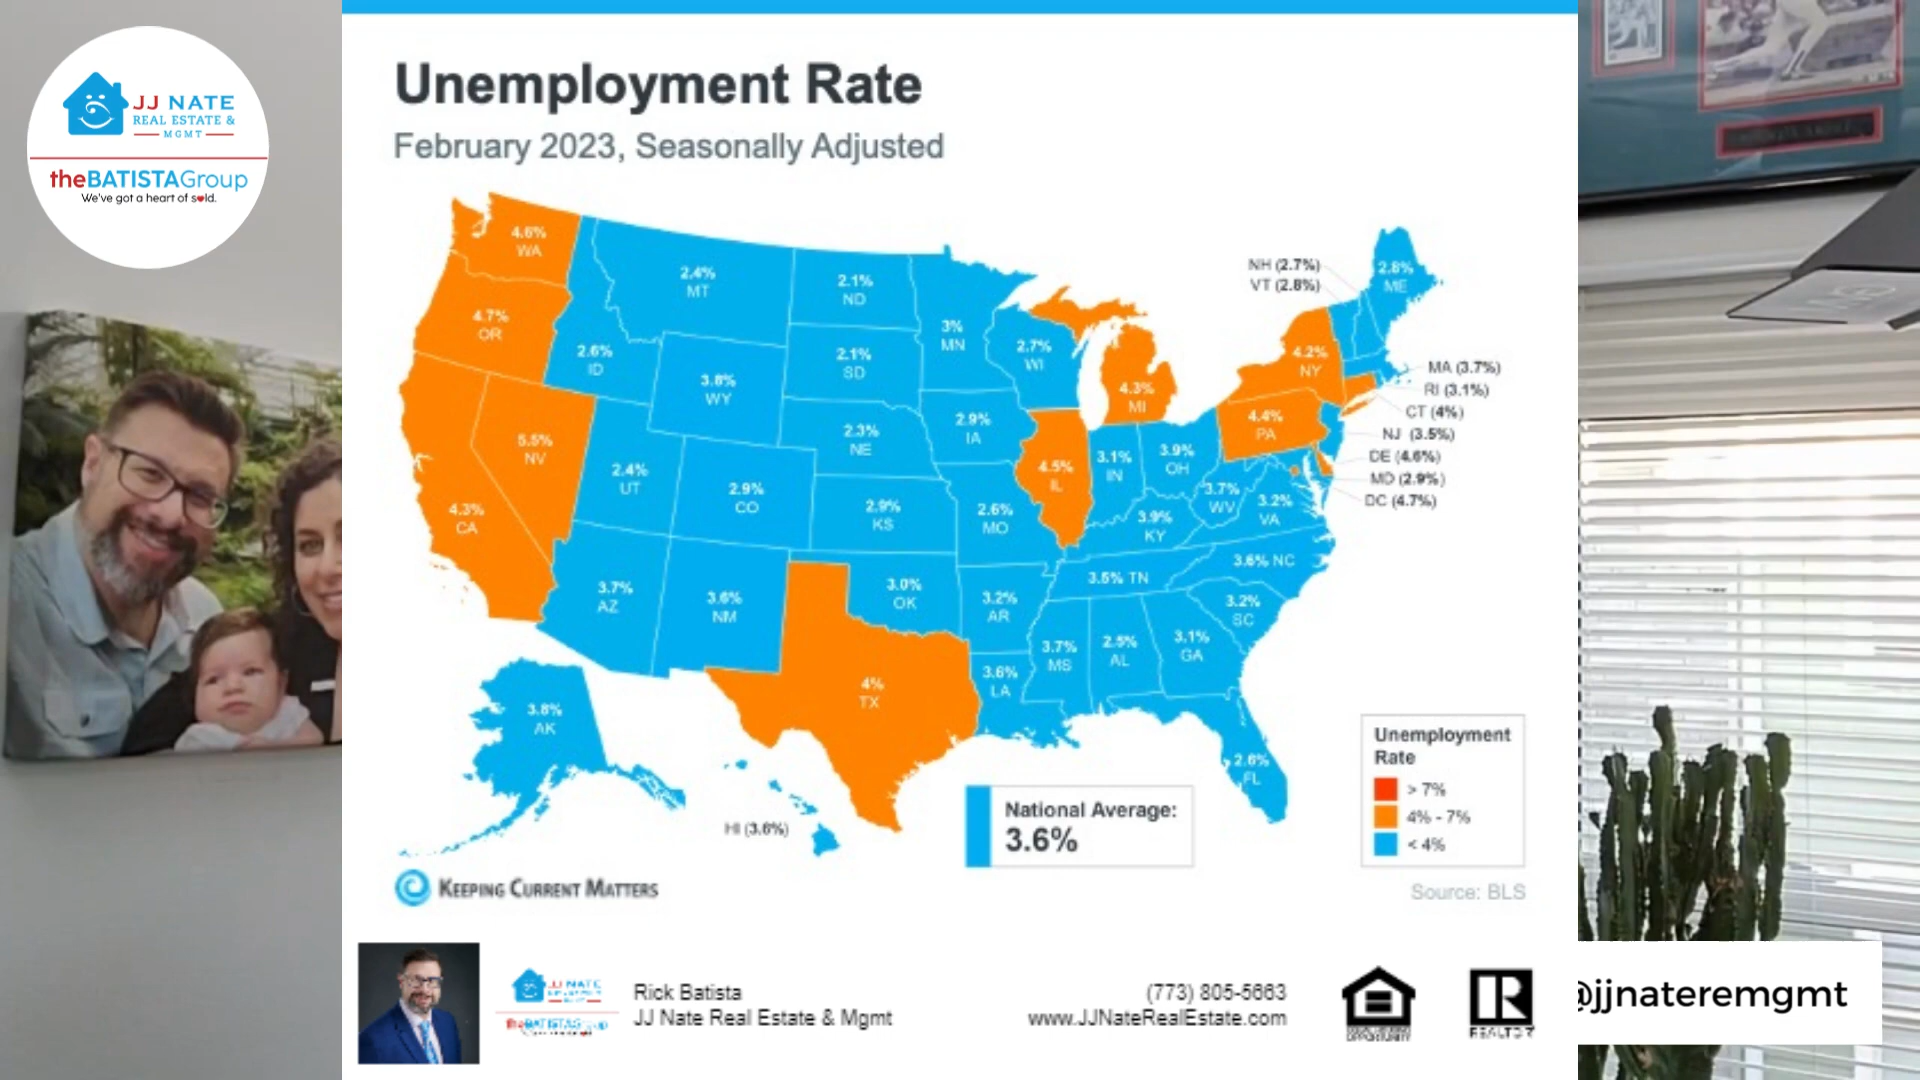 JJ NATE
REAL ESTATE &
MGMT
theBATISTAGroup
We've got a heart of sold.
Unemployment Rate
February 2023, Seasonally Adjusted
4.6%
WA
4.7%
OR
4.3%
CA
5.5%
NV
2.6%
ID
2.4%
MT
3.8%
WY
2.4%
UT
2.9%
CO
3.7%
AZ
3.6%
NM
2.1%
ND
2.1%
SD
2.3%
NE
2.9%
KS
3.0%
OK
4%
TX
3%
MN
2.9%
IA
2.6%
MO
3.2%
AR
3.6%
LA
2.7%
WI
4.5%
IL
4.3%
MI
3.1%
IN
3.9%
OH
3.9%
KY
3.5% TN
3.7%
MS
2.5%
AL
3.1%
GA
2.6%
FL
3.2%
SC
3.6% NC
3.2%
VA
3.7%
WV
4.4%
PA
4.2%
NY
2.8%
ME
NH (2.7%)
VT (2.8%)
MA (3.7%)
RI (3.1%)
CT (4%)
NJ (3.5%)
DE (4.6%)
MD (2.9%)
DC (4.7%)
3.8%
AK
HI (3.6%)
National Average:
3.6%
Unemployment
Rate
> 7%
4% - 7%
< 4%
KEEPING CURRENT MATTERS
Source: BLS
JJ NATE
Rick Batista
JJ Nate Real Estate & Mgmt
(773) 805-5663
www.JJNateRealEstate.com
OPPORTUNITY
REALTOR
@jjnateremgmt